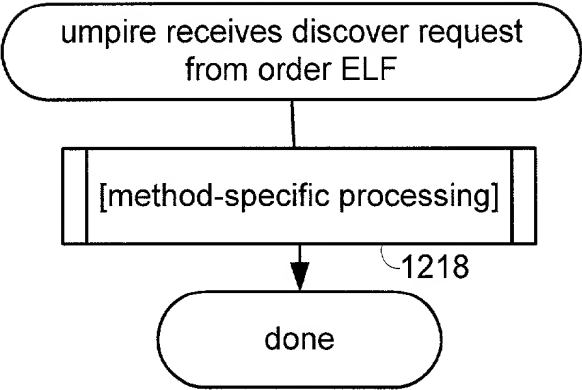 umpire receives discover request
from order ELF
[method-specific processing]
1218
done